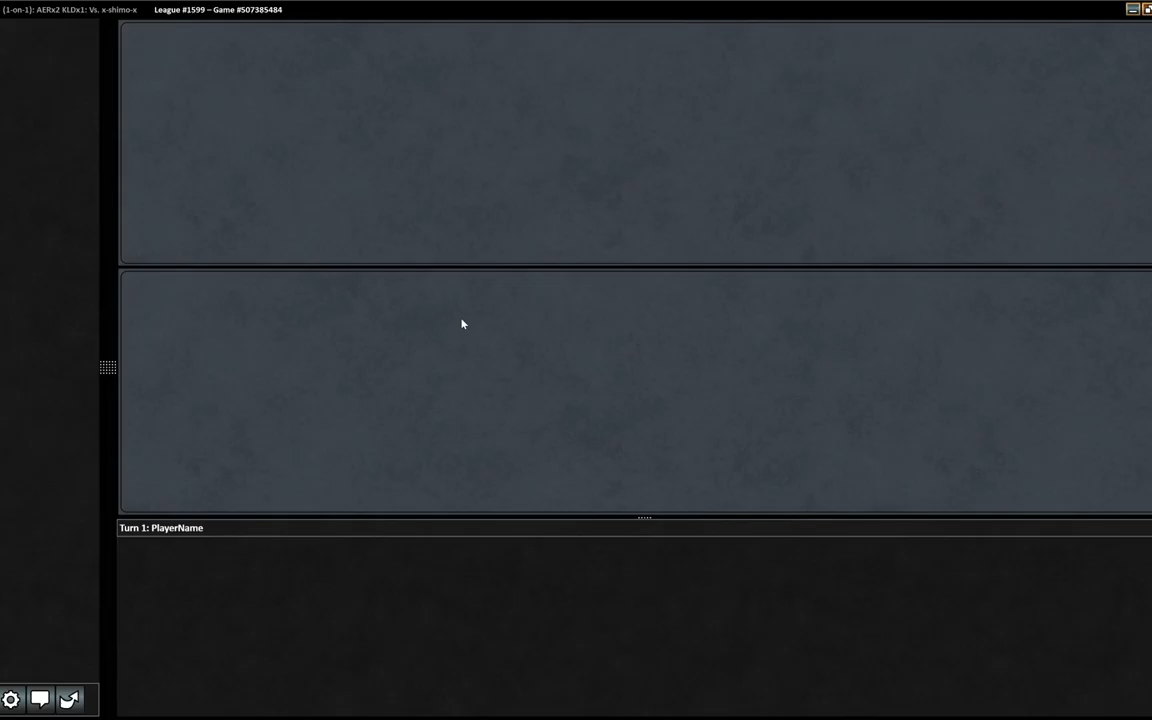 (1-on-1): AERx2 KLDx1: Vs. x-shimo-x League #1599 – Game #507385484
Turn 1: PlayerName